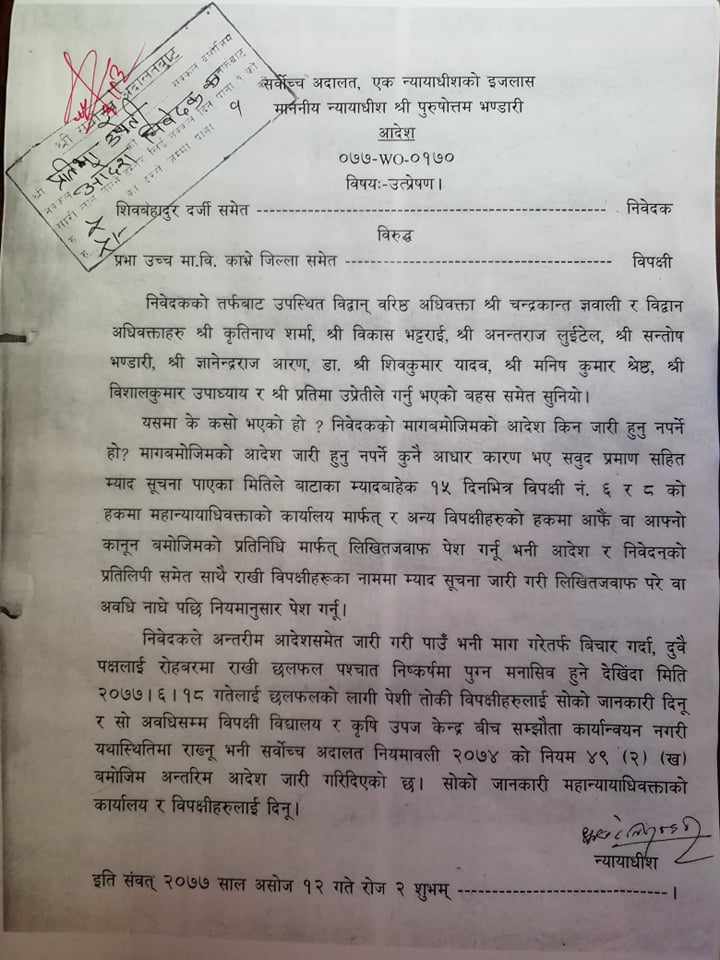 श्री सर्वोच्च अदालतबाट
प्रतिभा उप्रेती निवेदक
आदेश
१
सर्वोच्च अदालत, एक न्यायाधीशको इजलास
माननीय न्यायाधीश श्री पुरुषोत्तम भण्डारी
आदेश
०७७-WO-०१७०
विषयः-उत्प्रेषण।
शिवबहादुर दर्जी समेत ---------------------------------------------------- निवेदक
विरुद्ध
प्रभा उच्च मा.वि. काभ्रे जिल्ला समेत ---------------------------------------- विपक्षी
निवेदकको तर्फबाट उपस्थित विद्वान् वरिष्ठ अधिवक्ता श्री चन्द्रकान्त ज्ञवाली र विद्वान
अधिवक्ताहरु श्री कृतिनाथ शर्मा, श्री विकास भट्टराई, श्री अनन्तराज लुईटेल, श्री सन्तोष
भण्डारी, श्री ज्ञानेन्द्रराज आरण, डा. श्री शिवकुमार यादव, श्री मनिष कुमार श्रेष्ठ, श्री
विशालकुमार उपाध्याय र श्री प्रतिमा उप्रेतीले गर्नु भएको बहस समेत सुनियो।
यसमा के कसो भएको हो ? निवेदकको मागबमोजिमको आदेश किन जारी हुनु नपर्ने
हो? मागबमोजिमको आदेश जारी हुनु नपर्ने कुनै आधार कारण भए सवुद प्रमाण सहित
म्याद सूचना पाएका मितिले बाटाका म्यादबाहेक १५ दिनभित्र विपक्षी नं. ६ र ८ को
हकमा महान्यायाधिवक्ताको कार्यालय मार्फत् र अन्य विपक्षीहरुको हकमा आफैं वा आफ्नो
कानून बमोजिमको प्रतिनिधि मार्फत् लिखितजवाफ पेश गर्नू भनी आदेश र निवेदनको
प्रतिलिपी समेत साथै राखी विपक्षीहरूका नाममा म्याद सूचना जारी गरी लिखितजवाफ परे वा
अवधि नाघे पछि नियमानुसार पेश गर्नू।
निवेदकले अन्तरीम आदेशसमेत जारी गरी पाउँ भनी माग गरेतर्फ बिचार गर्दा, दुवै
पक्षलाई रोहबरमा राखी छलफल पश्चात निष्कर्षमा पुग्न मनासिव हुने देखिंदा मिति
२०७७।६।१८ गतेलाई छलफलको लागी पेशी तोकी विपक्षीहरुलाई सोको जानकारी दिनू
र सो अवधिसम्म विपक्षी विद्यालय र कृषि उपज केन्द्र बीच सम्झौता कार्यान्वयन नगरी
यथास्थितिमा राख्नू भनी सर्वोच्च अदालत नियमावली २०७४ को नियम ४९ (२) (ख)
बमोजिम अन्तरिम आदेश जारी गरिदिएको छ। सोको जानकारी महान्यायाधिवक्ताको
कार्यालय र विपक्षीहरुलाई दिनू।
न्यायाधीश
इति संवत् २०७७ साल असोज १२ गते रोज २ शुभम् ------------------------------।